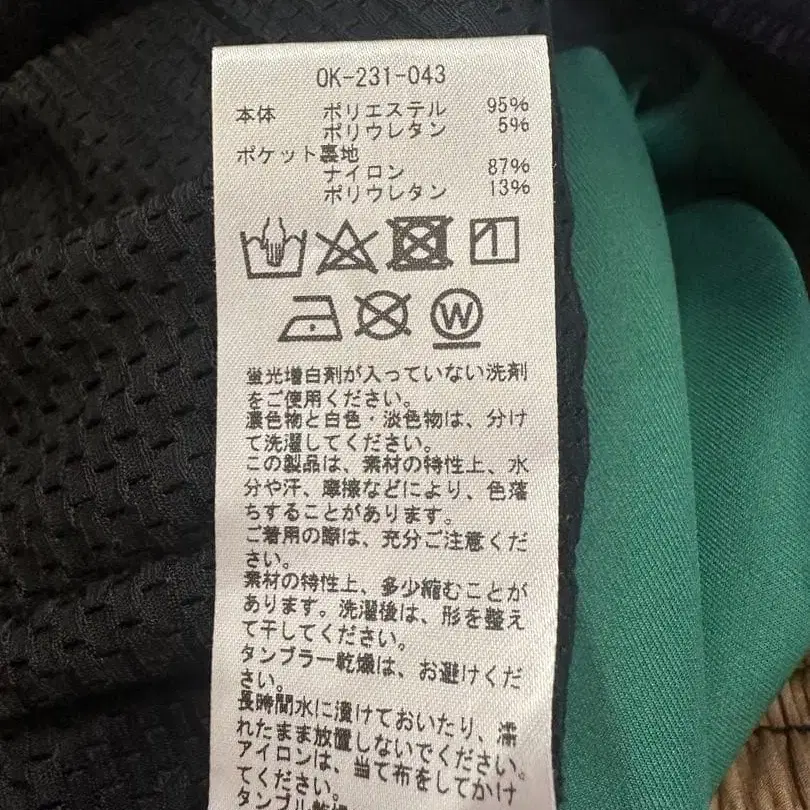 OK-231-043
本体 ポリエステル 95%
ポリウレタン 5%
ポケット裏地
ナイロン 87%
ポリウレタン 13%
W
蛍光増白剤が入っていない洗剤
をご使用ください。
濃色物と白色・淡色物は、分け
て洗濯してください。
この製品は、素材の特性上、水
分や汗、摩擦などにより、色落
ちすることがあります。
ご着用の際は、充分ご注意くだ
さい。
素材の特性上、多少縮むことが
あります。洗濯後は、形を整え
て干してください。
タンブラー乾燥は、お避けくだ
さい。
長時間水に漬けておいたり、濡
れたまま放置しないでください。
アイロンは、当て布をしてかけ
てください。
タンブル乾燥